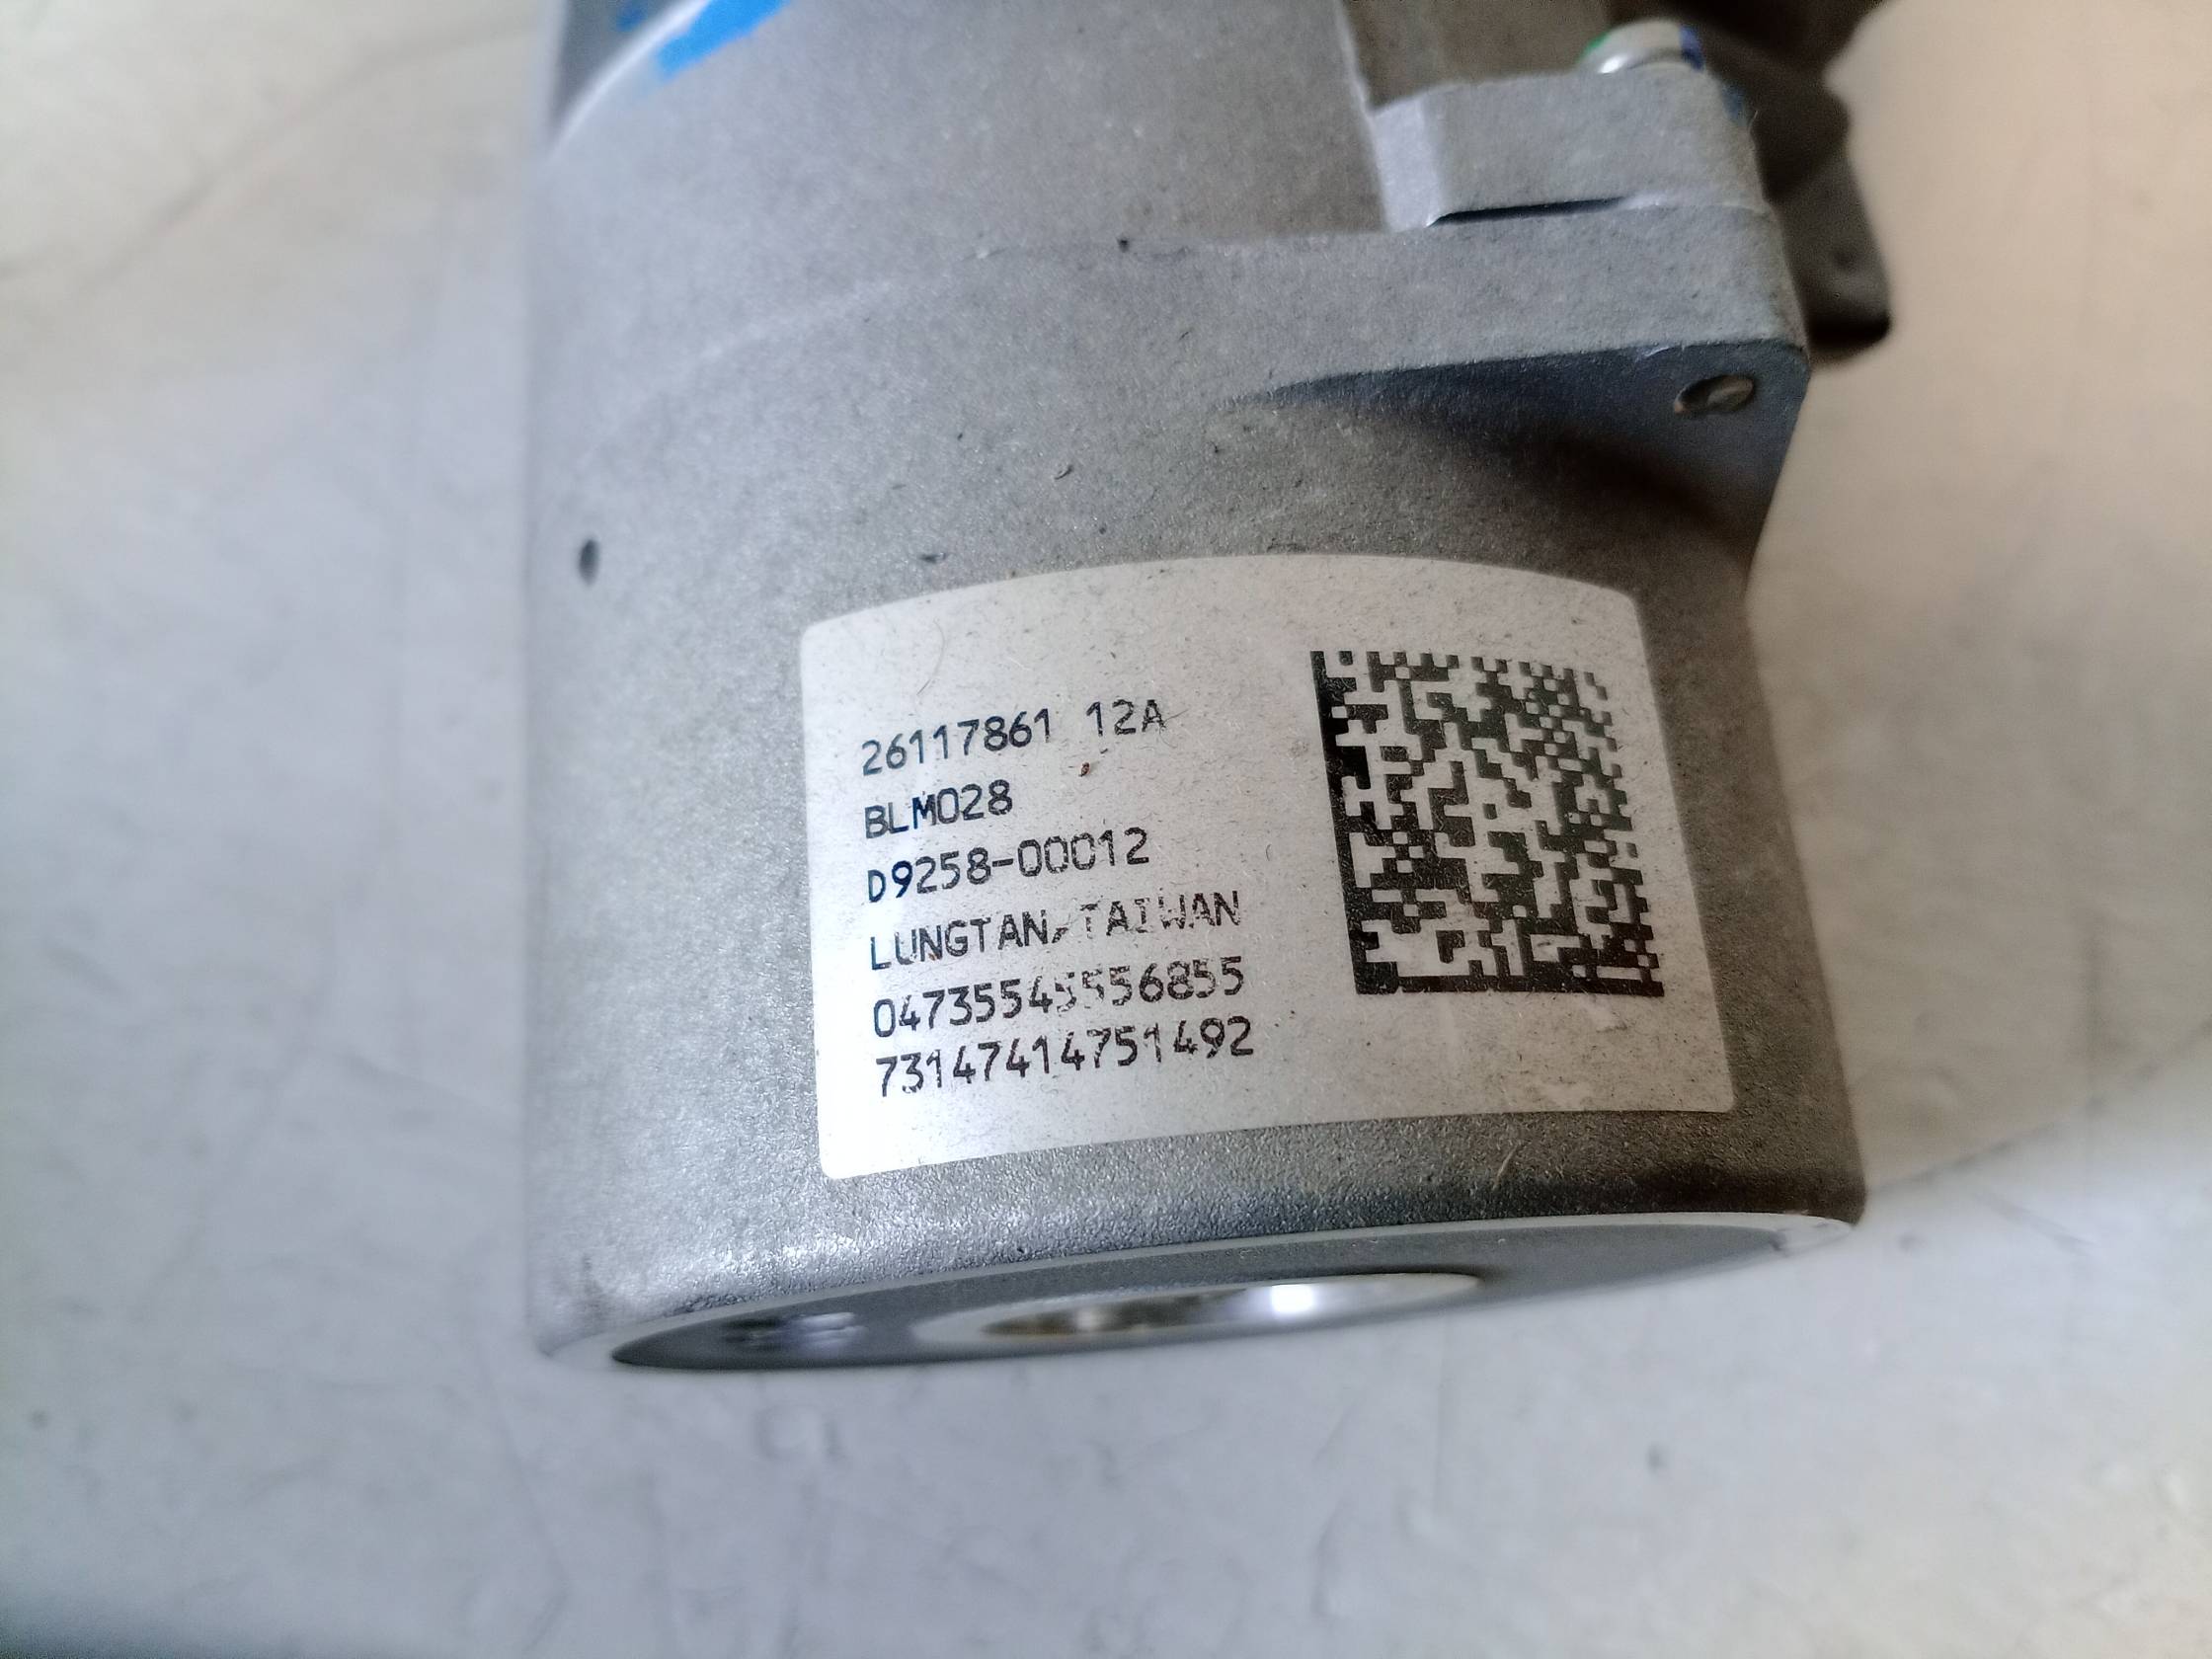 26117861 12A
BLM028
D9258-00012
LUNGTAN, TAIWAN
04735545556855
73147414751492